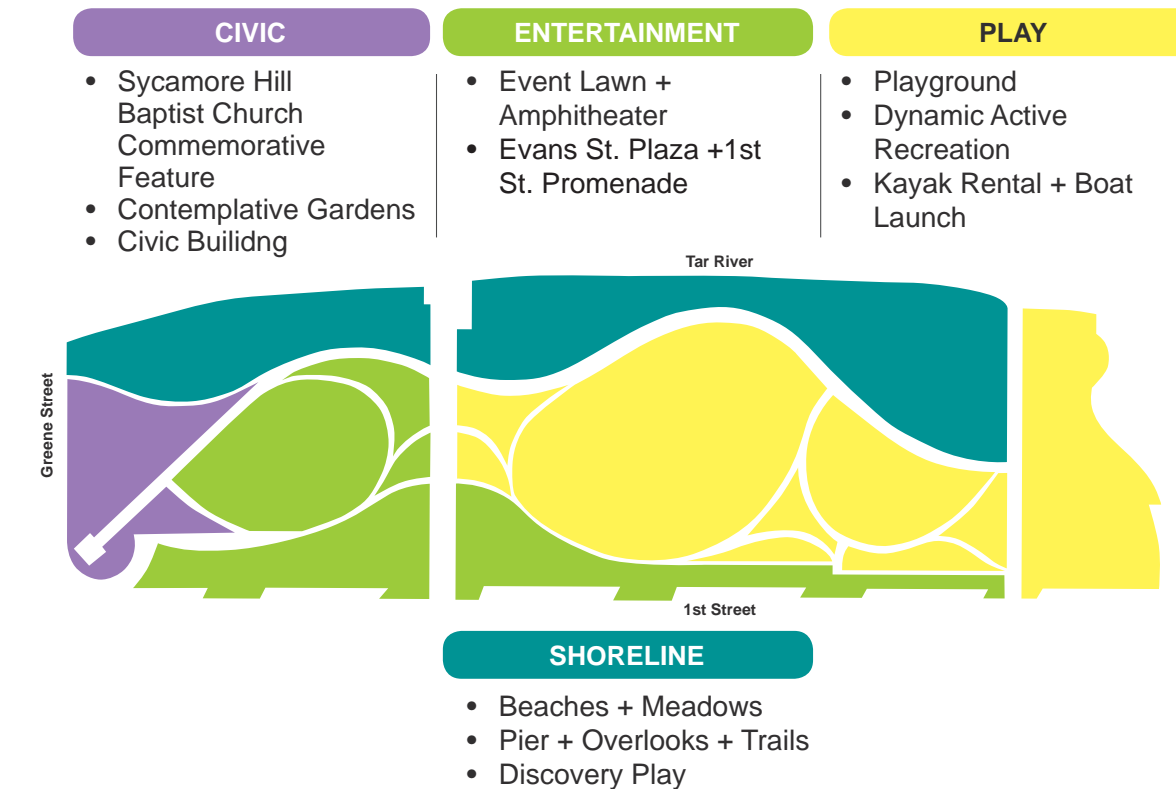 CIVIC
• Sycamore Hill
Baptist Church
Commemorative
Feature
• Contemplative Gardens
• Civic Builidng
ENTERTAINMENT
• Event Lawn +
Amphitheater
• Evans St. Plaza +1st
St. Promenade
PLAY
• Playground
• Dynamic Active
Recreation
• Kayak Rental + Boat
Launch
Tar River
Greene Street
1st Street
SHORELINE
• Beaches + Meadows
• Pier + Overlooks + Trails
• Discovery Play